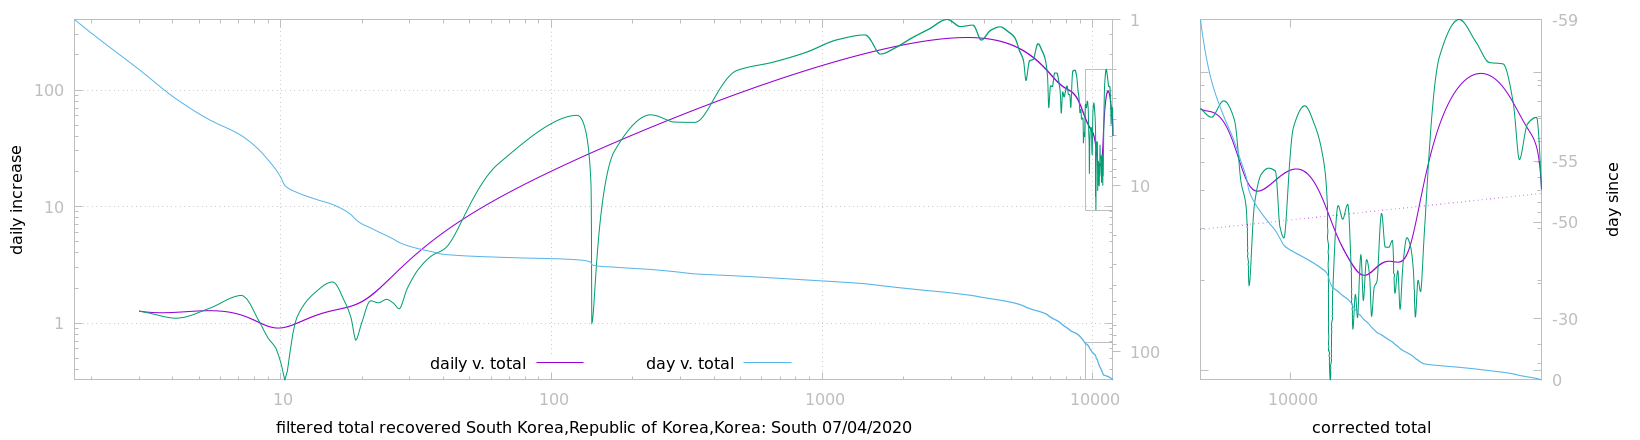 1
-59
100
daily increase
-55
day since
10
10
-50
1
-30
100
daily v. total
day v. total
0
10
100
1000
10000
10000
filtered total recovered South Korea,Republic of Korea,Korea: South 07/04/2020
corrected total